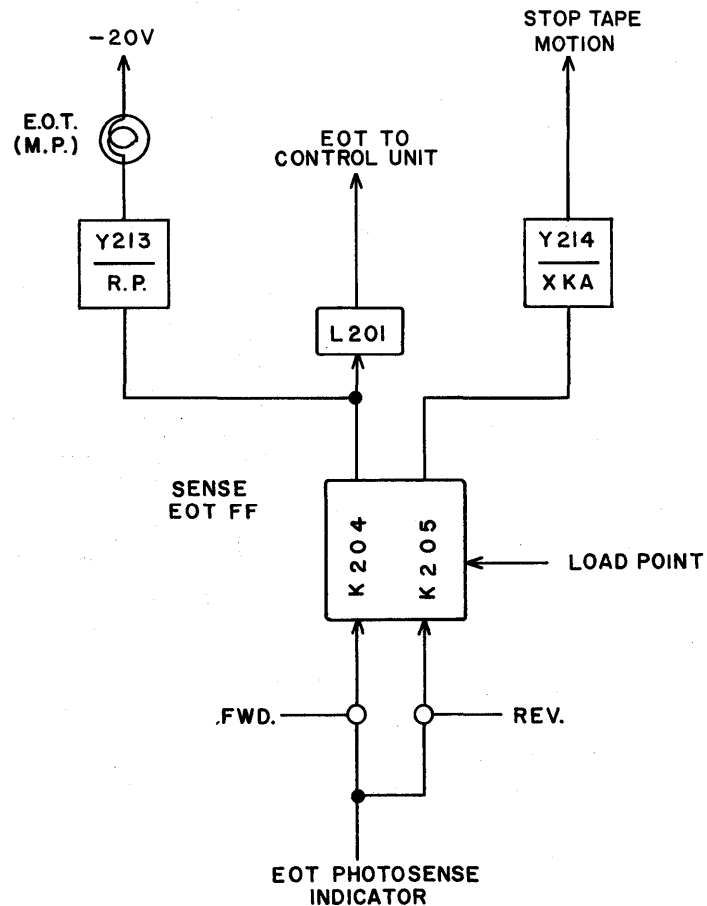 STOP TAPE
MOTION
-20V
E.O.T.
(M.P.)
EOT TO
CONTROL UNIT
Y213
R.P.
Y214
XKA
L201
SENSE
EOT FF
K204
K205
LOAD POINT
FWD.
REV.
EOT PHOTOSENSE
INDICATOR